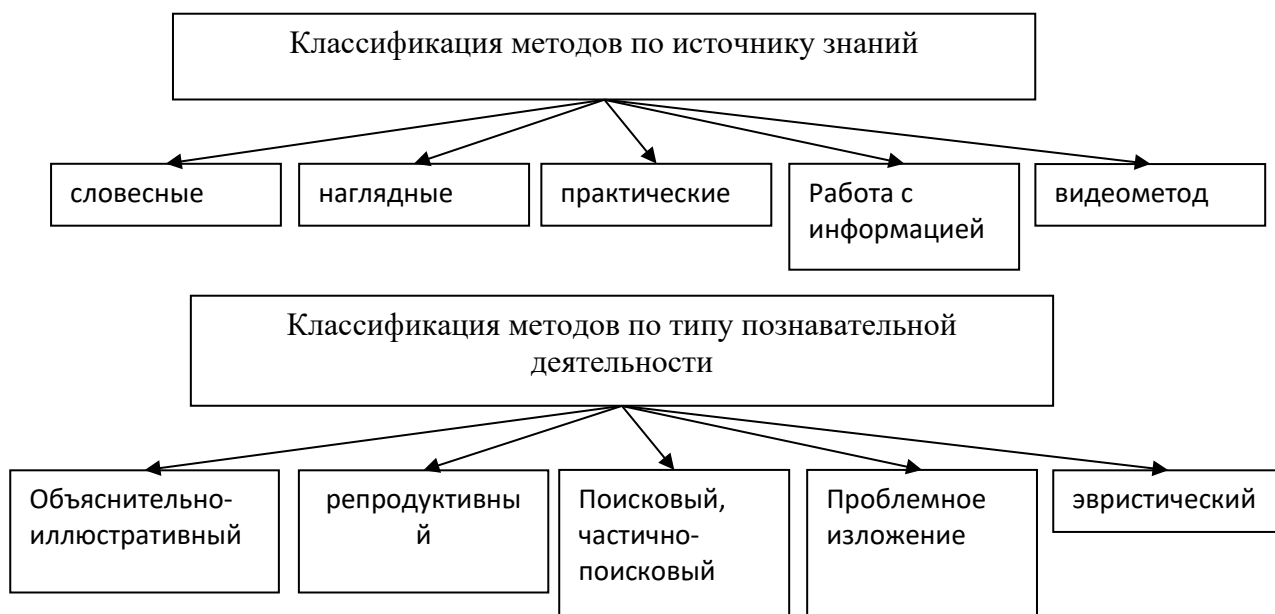 Классификация методов по источнику знаний
словесные
наглядные
практические
Работа с
информацией
видеометод
Классификация методов по типу познавательной
деятельности
Объяснительно-
иллюстративный
репродуктивны
й
Поисковый,
частично-
поисковый
Проблемное
изложение
эвристический